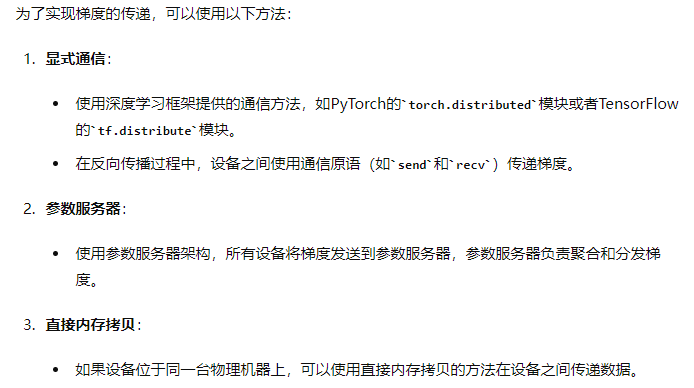 为了实现梯度的传递，可以使用以下方法：
1. 显式通信：
• 使用深度学习框架提供的通信方法，如PyTorch的`torch.distributed`模块或者TensorFlow
的`tf.distribute`模块。
• 在反向传播过程中，设备之间使用通信原语（如`send`和`recv`）传递梯度。
2. 参数服务器：
• 使用参数服务器架构，所有设备将梯度发送到参数服务器，参数服务器负责聚合和分发梯
度。
3. 直接内存拷贝：
• 如果设备位于同一台物理机器上，可以使用直接内存拷贝的方法在设备之间传递数据。